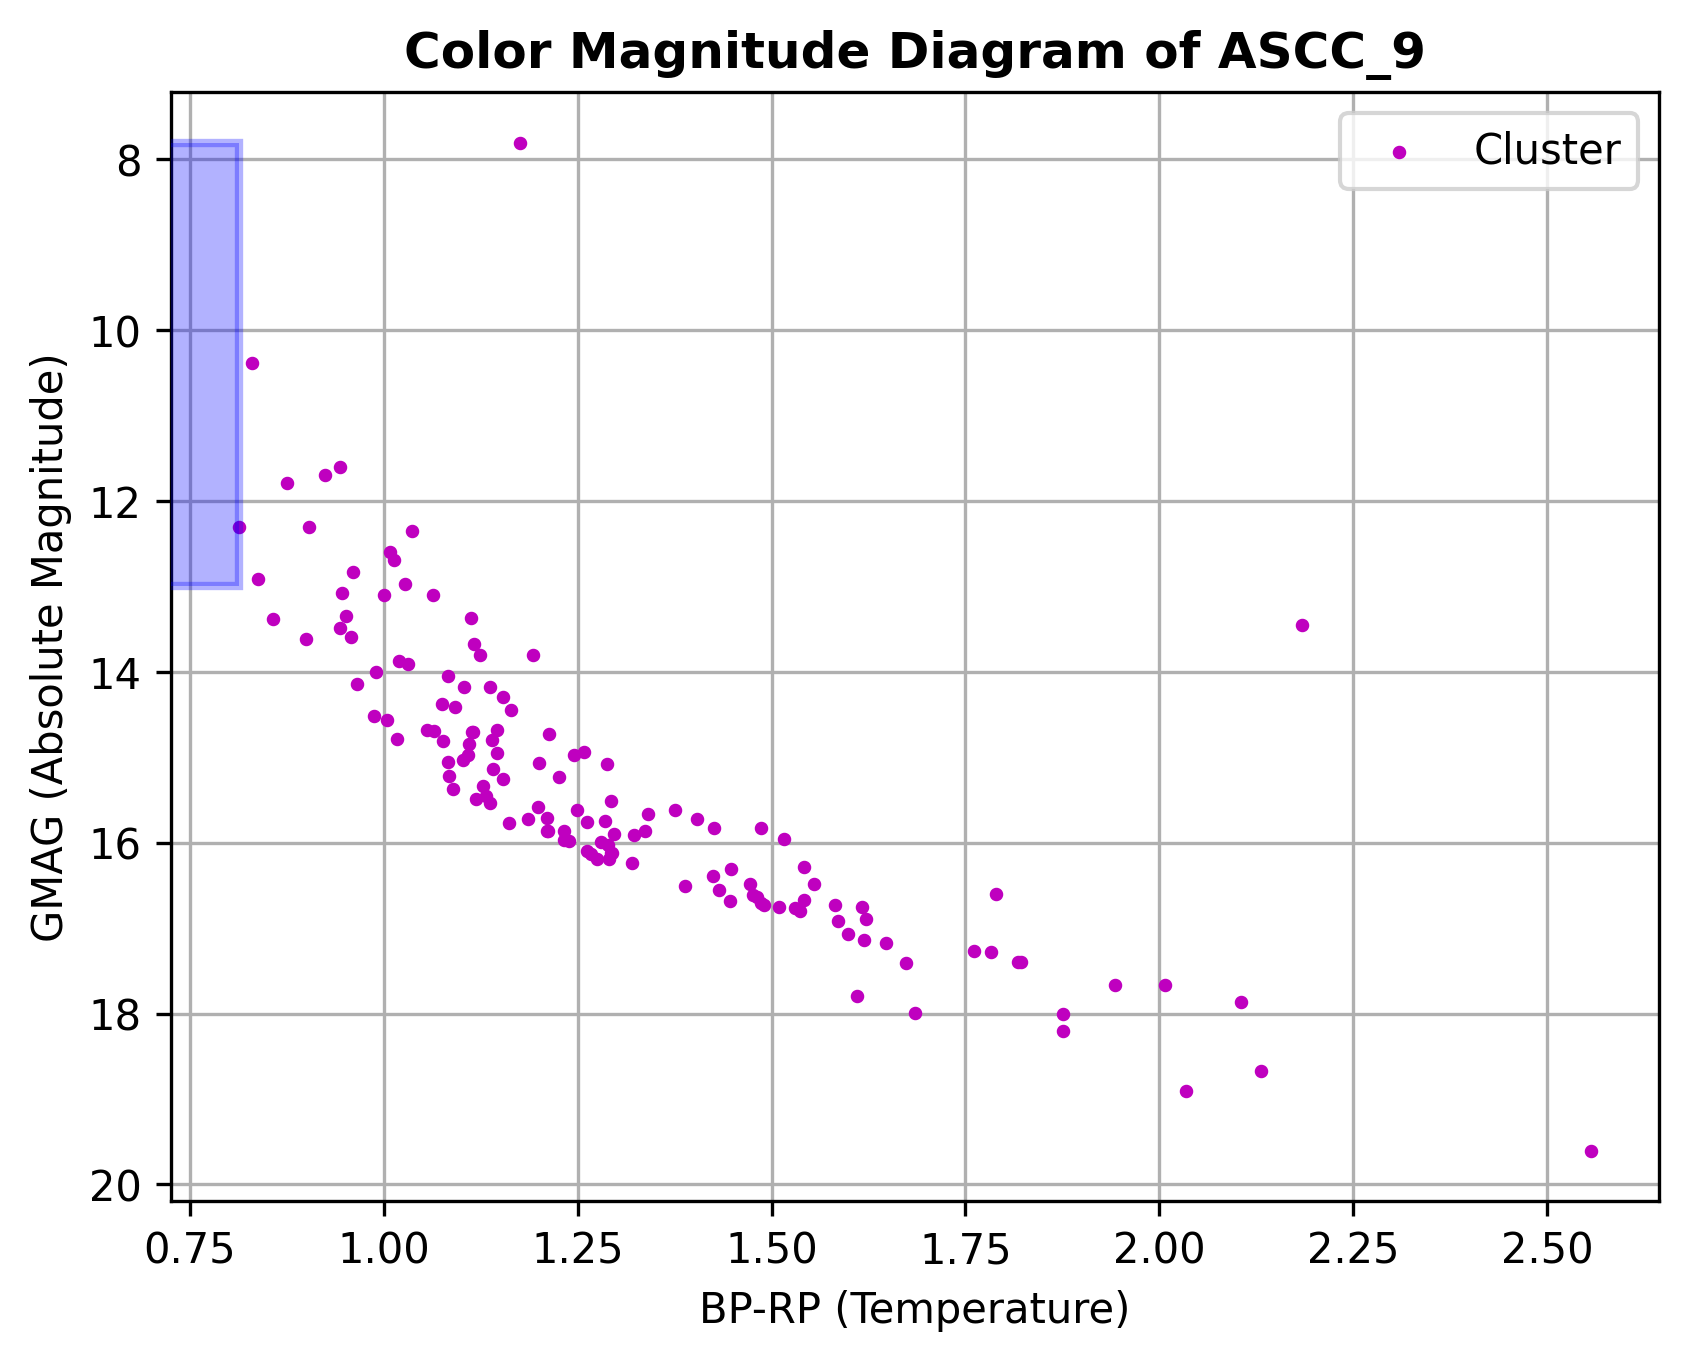 Color Magnitude Diagram of ASCC_9
Cluster
8
10
12
14
16
18
20
GMAG (Absolute Magnitude)
0.75 1.00 1.25 1.50 1.75 2.00 2.25 2.50
BP-RP (Temperature)